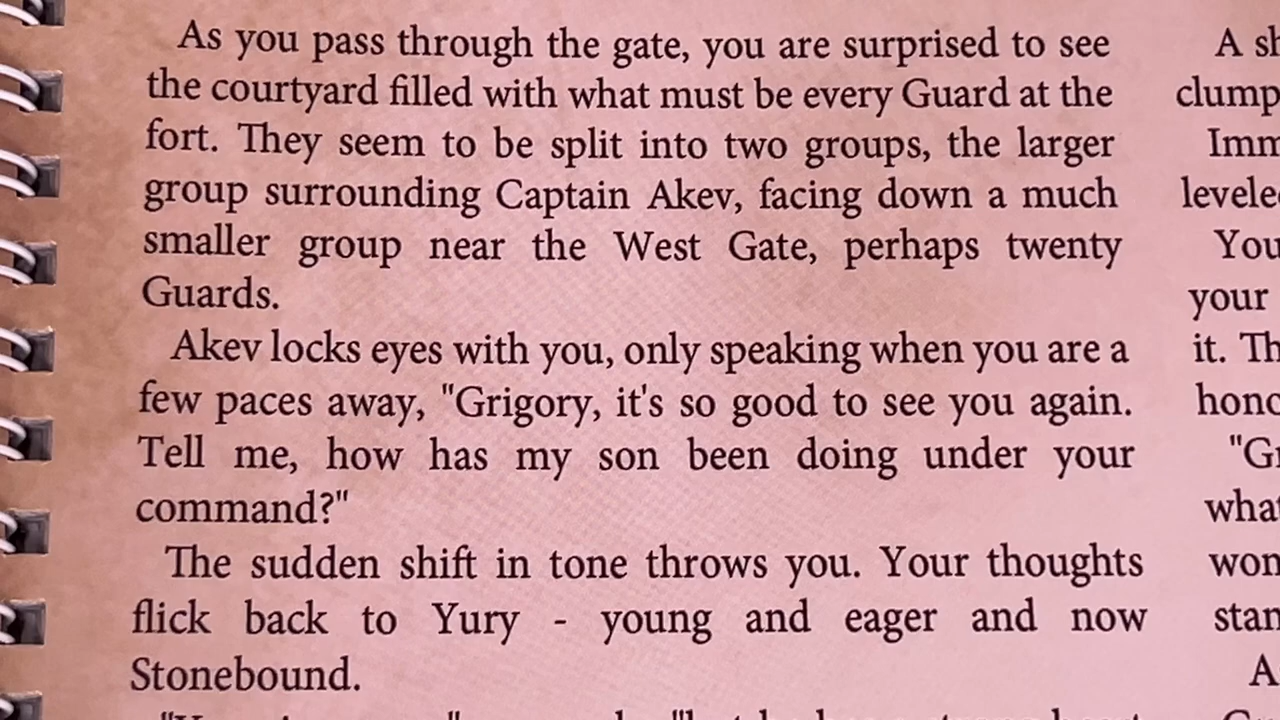 As you pass through the gate, you are surprised to see
the courtyard filled with what must be every Guard at the
fort. They seem to be split into two groups, the larger
group surrounding Captain Akev, facing down a much
smaller group near the West Gate, perhaps twenty
Guards.
Akev locks eyes with you, only speaking when you are a
few paces away, "Grigory, it's so good to see you again.
Tell me, how has my son been doing under your
command?"
The sudden shift in tone throws you. Your thoughts
flick back to Yury - young and eager and now
Stonebound.
A
your
it.